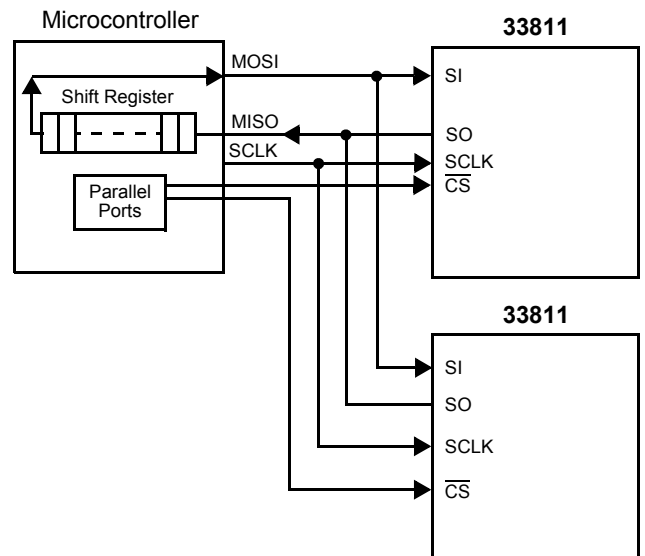 Microcontroller
33811
MOSI
SI
Shift Register
MISO
SO
SCLK
SCLK
CS
Parallel
Ports
33811
SI
SO
SCLK
CS